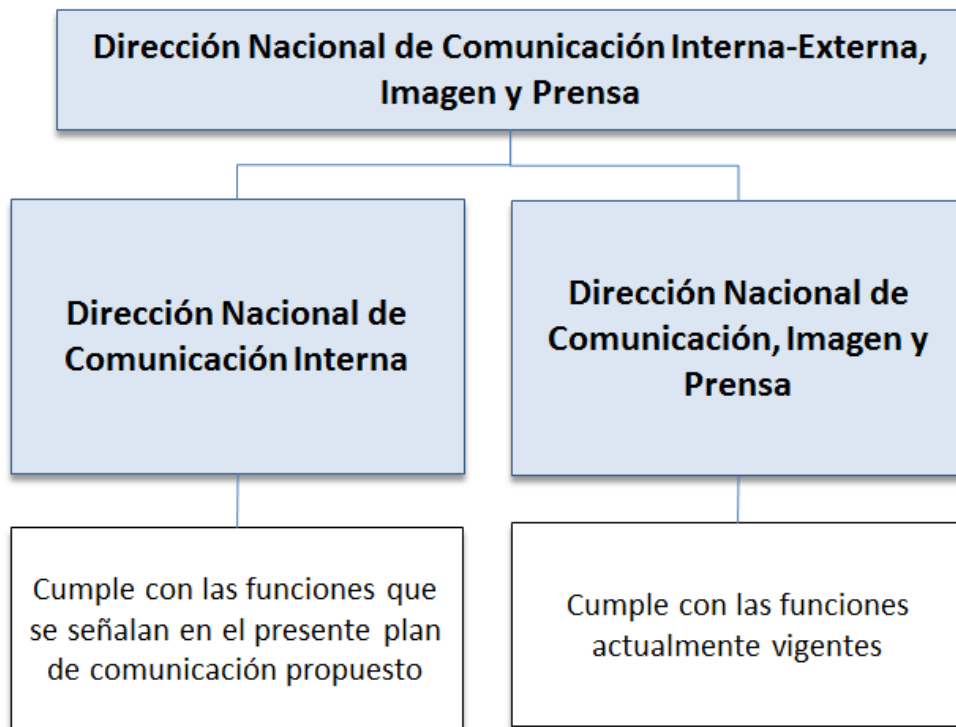 Dirección Nacional de Comunicación Interna-Externa,
Imagen y Prensa
Dirección Nacional de
Comunicación Interna
Dirección Nacional de
Comunicación, Imagen y
Prensa
Cumple con las funciones que
se señalan en el presente plan
de comunicación propuesto
Cumple con las funciones
actualmente vigentes